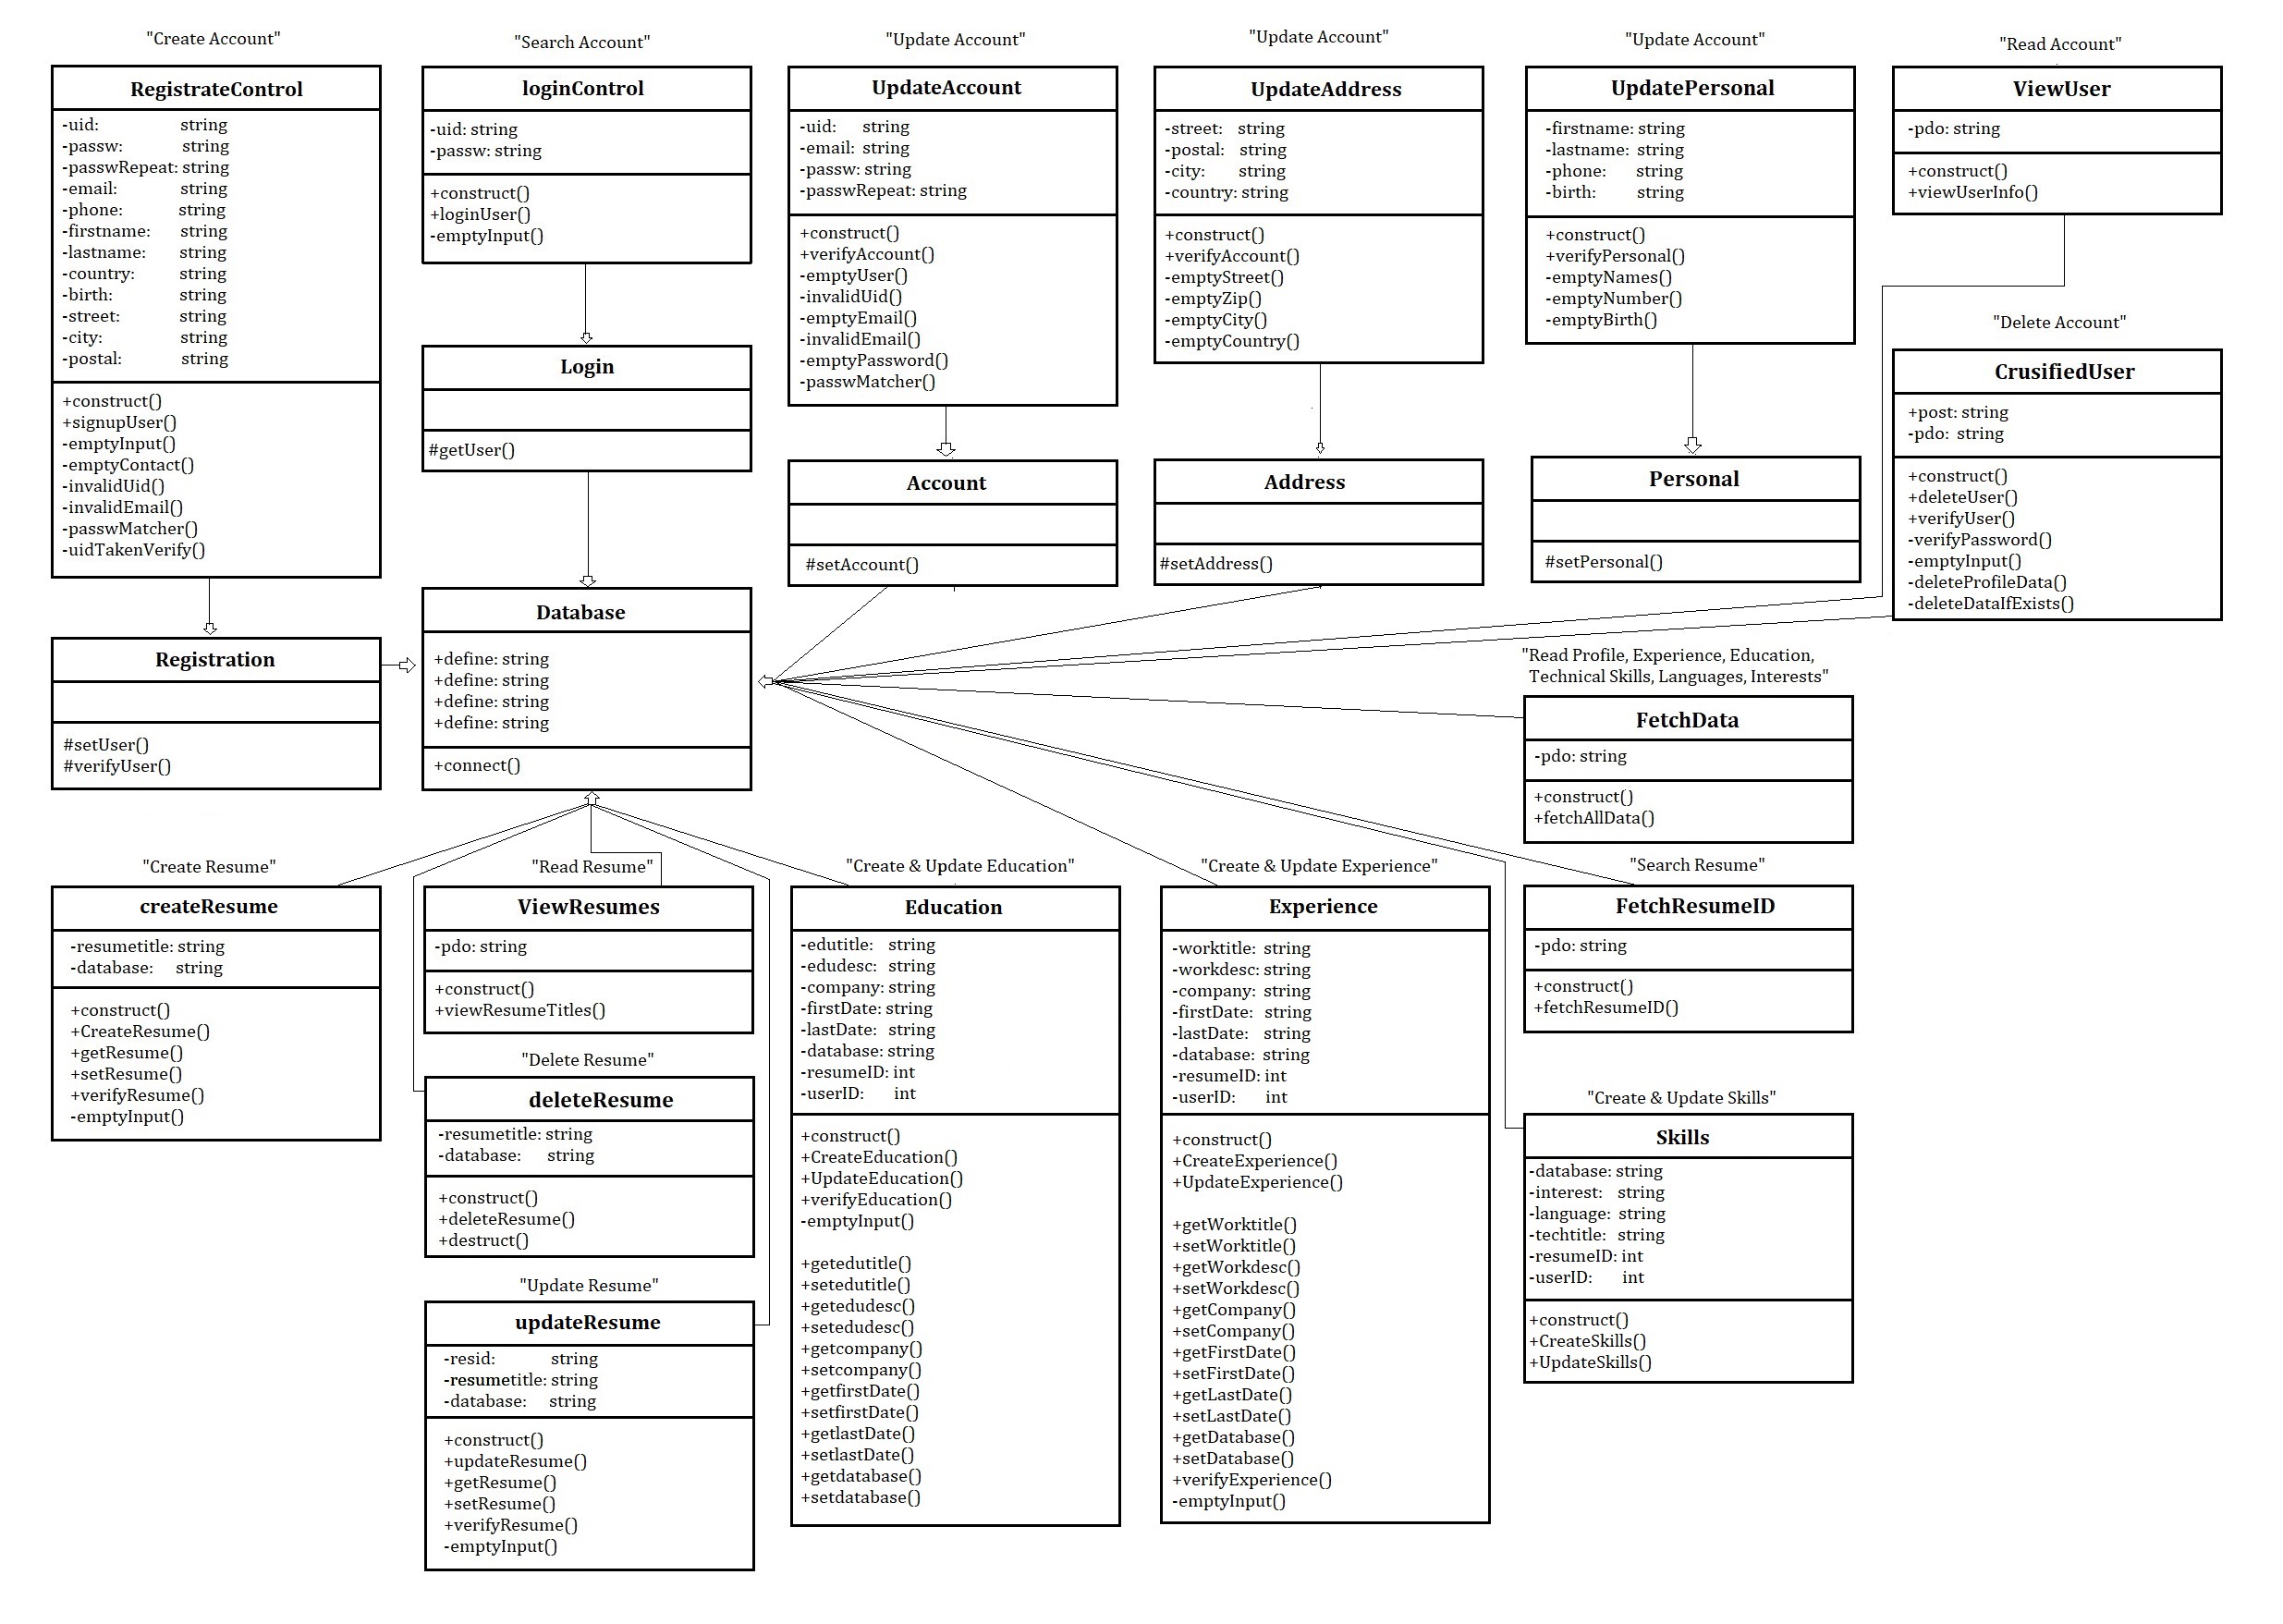 "Create Account"
RegistrateControl
-uid: string
-passw: string
-passwRepeat: string
-email: string
-phone: string
-firstname: string
-lastname: string
-country: string
-birth: string
-street: string
-city: string
-postal: string
+construct()
+signupUser()
-emptyInput()
-emptyContact()
-invalidUid()
-invalidEmail()
-passwMatcher()
-uidTakenVerify()
Registration
#setUser()
#verifyUser()
"Search Account"
loginControl
-uid: string
-passw: string
+construct()
+loginUser()
-emptyInput()
Login
#getUser()
Database
+define: string
+define: string
+define: string
+define: string
+connect()
"Update Account"
UpdateAccount
-uid: string
-email: string
-passw: string
-passwRepeat: string
+construct()
+verifyAccount()
-emptyUser()
-invalidUid()
-emptyEmail()
-invalidEmail()
-emptyPassword()
-passwMatcher()
Account
#setAccount()
"Update Account"
UpdateAddress
-street: string
-postal: string
-city: string
-country: string
+construct()
+verifyAccount()
-emptyStreet()
-emptyZip()
-emptyCity()
-emptyCountry()
Address
#setAddress()
"Update Account"
UpdatePersonal
-firstname: string
-lastname: string
-phone: string
-birth: string
+construct()
+verifyPersonal()
-emptyNames()
-emptyNumber()
-emptyBirth()
Personal
#setPersonal()
"Read Account"
ViewUser
-pdo: string
+construct()
+viewUserInfo()
"Delete Account"
CrusifiedUser
+post: string
-pdo: string
+construct()
+deleteUser()
+verifyUser()
-verifyPassword()
-emptyInput()
-deleteProfileData()
-deleteDataIfExists()
"Read Profile, Experience, Education,
Technical Skills, Languages, Interests"
FetchData
-pdo: string
+construct()
+fetchAllData()
"Create Resume"
createResume
-resumetitle: string
-database: string
+construct()
+CreateResume()
+getResume()
+setResume()
+verifyResume()
-emptyInput()
"Read Resume"
ViewResumes
-pdo: string
+construct()
+viewResumeTitles()
"Delete Resume"
deleteResume
-resumetitle: string
-database: string
+construct()
+deleteResume()
+destruct()
"Update Resume"
updateResume
-resid: string
-resumetitle: string
-database: string
+construct()
+updateResume()
+getResume()
+setResume()
+verifyResume()
-emptyInput()
"Create & Update Education"
Education
-edutitle: string
-edudesc: string
-company: string
-firstDate: string
-lastDate: string
-database: string
-resumeID: int
-userID: int
+construct()
+CreateEducation()
+UpdateEducation()
+verifyEducation()
-emptyInput()
+getedutitle()
+setedutitle()
+getedudesc()
+setedudesc()
+getcompany()
+setcompany()
+getfirstDate()
+setfirstDate()
+getlastDate()
+setlastDate()
+getdatabase()
+setdatabase()
"Create & Update Experience"
Experience
-worktitle: string
-workdesc: string
-company: string
-firstDate: string
-lastDate: string
-database: string
-resumeID: int
-userID: int
+construct()
+CreateExperience()
+UpdateExperience()
+getWorktitle()
+setWorktitle()
+getWorkdesc()
+setWorkdesc()
+getCompany()
+setCompany()
+getFirstDate()
+setFirstDate()
+getLastDate()
+setLastDate()
+getDatabase()
+setDatabase()
+verifyExperience()
-emptyInput()
"Search Resume"
FetchResumeID
-pdo: string
+construct()
+fetchResumeID()
"Create & Update Skills"
Skills
-database: string
-interest: string
-language: string
-techtitle: string
-resumeID: int
-userID: int
+construct()
+CreateSkills()
+UpdateSkills()